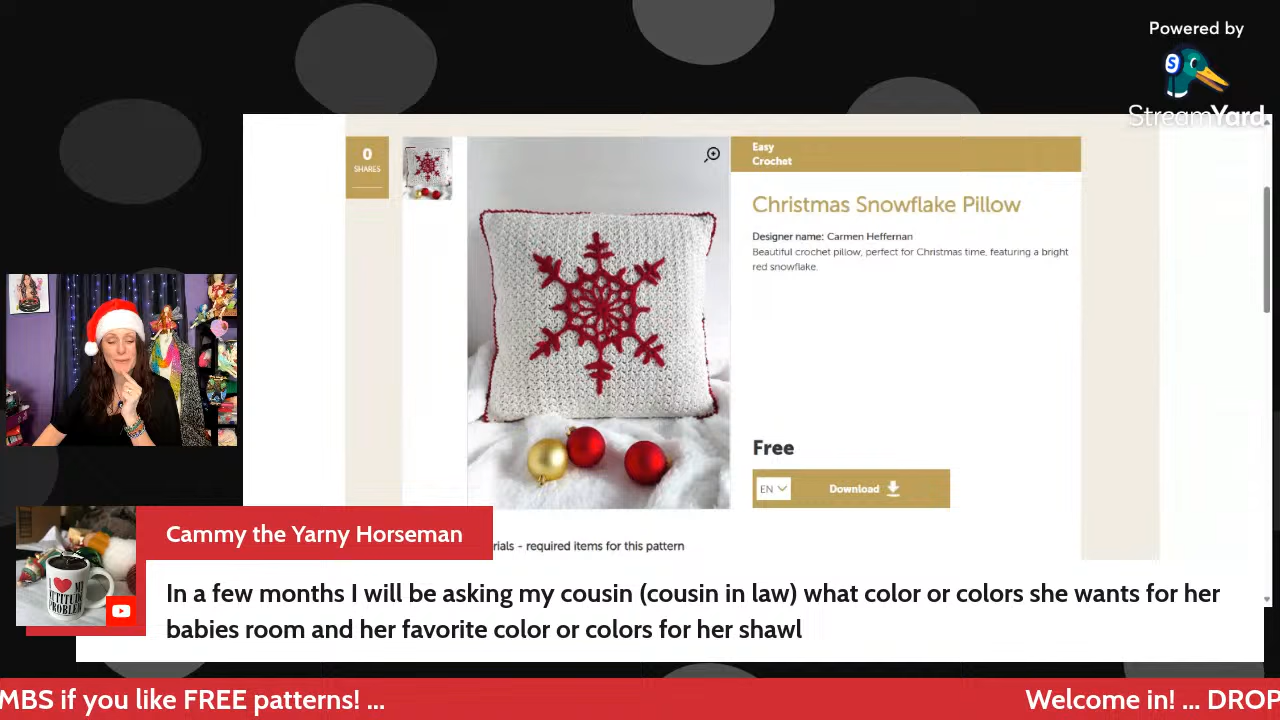 Powered by
StreamYard
0
SHARES
Easy
Crochet
Christmas Snowflake Pillow
Designer name: Carmen Heffernan
Beautiful crochet pillow, perfect for Christmas time, featuring a bright
red snowflake.
Free
EN
Download
rials - required items for this pattern
Cammy the Yarny Horseman
I ❤ MY
ATTITUDE
PROBLEM
In a few months I will be asking my cousin (cousin in law) what color or colors she wants for her
babies room and her favorite color or colors for her shawl
MBS if you like FREE patterns! ...
Welcome in! ... DROP